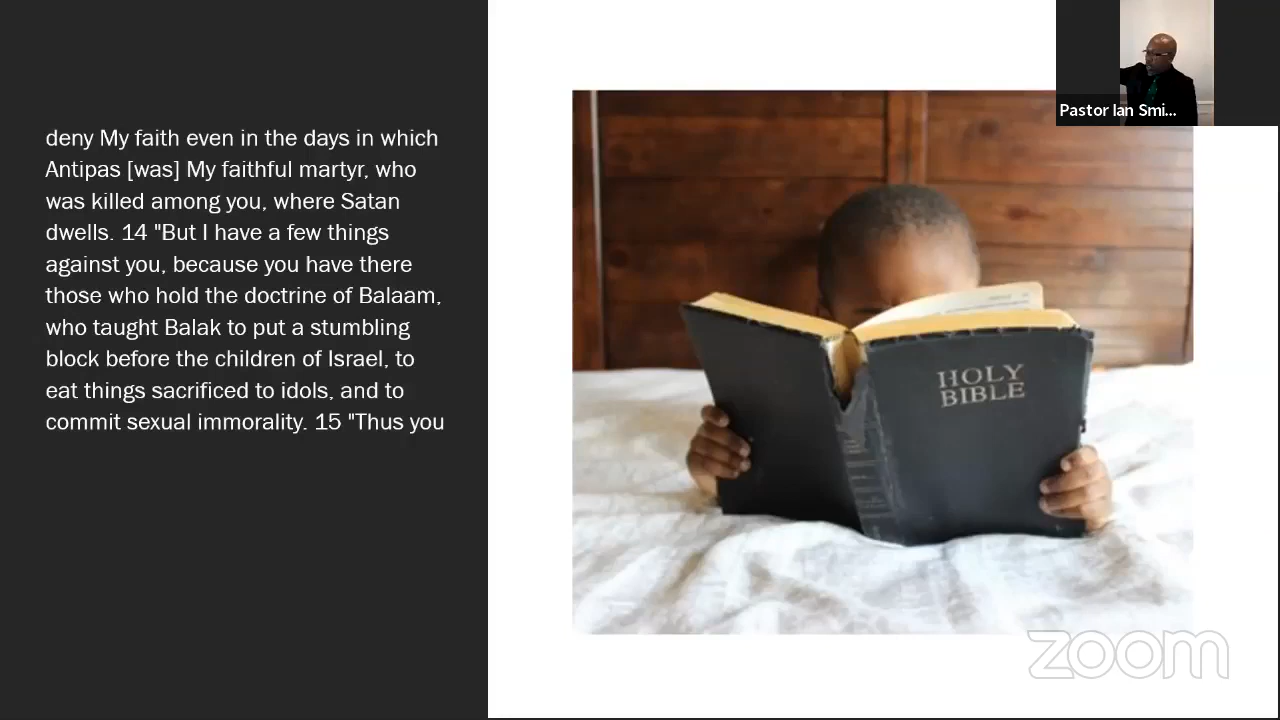 deny My faith even in the days in which
Antipas [was] My faithful martyr, who
was killed among you, where Satan
dwells. 14 "But I have a few things
against you, because you have there
those who hold the doctrine of Balaam,
who taught Balak to put a stumbling
block before the children of Israel, to
eat things sacrificed to idols, and to
commit sexual immorality. 15 "Thus you
Pastor Ian Smi...
HOLY
BIBLE
zoom